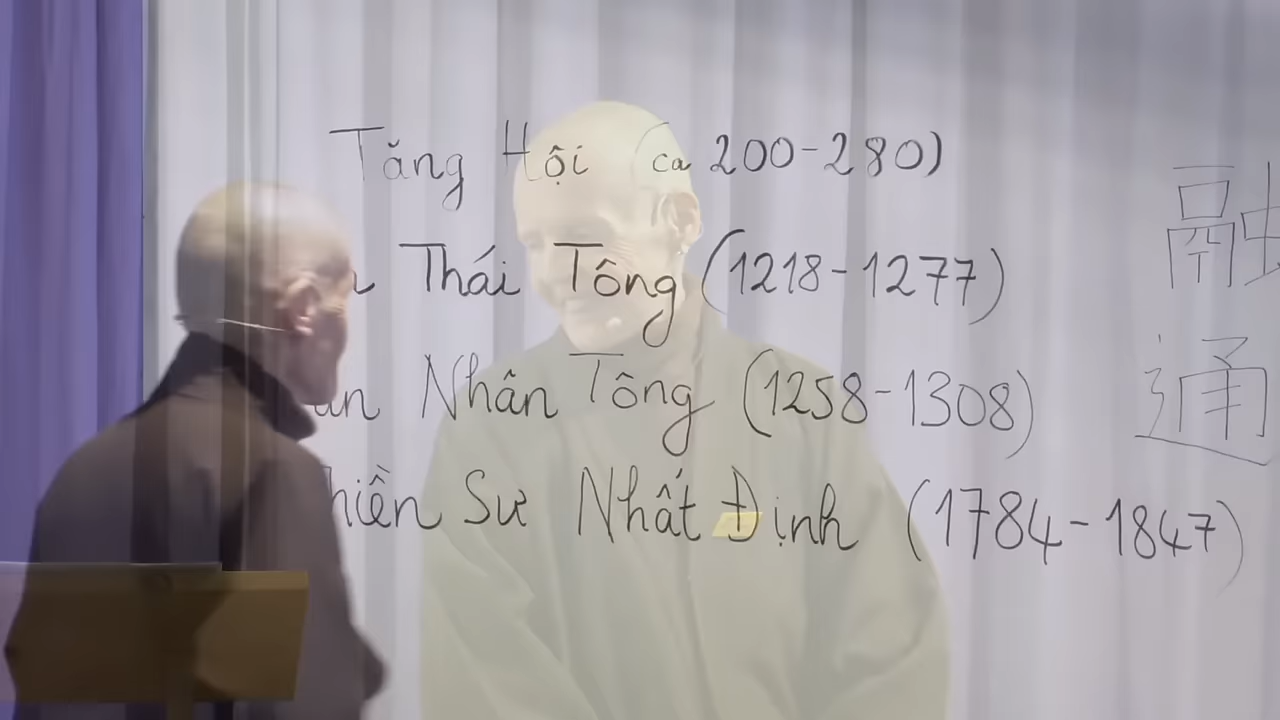 Tăng Hội (ca 200-280)
Thái Tông (1218-1277)
Nhân Tông (1258-1308)
Sư Nhất Định (1784-1847)
融
通